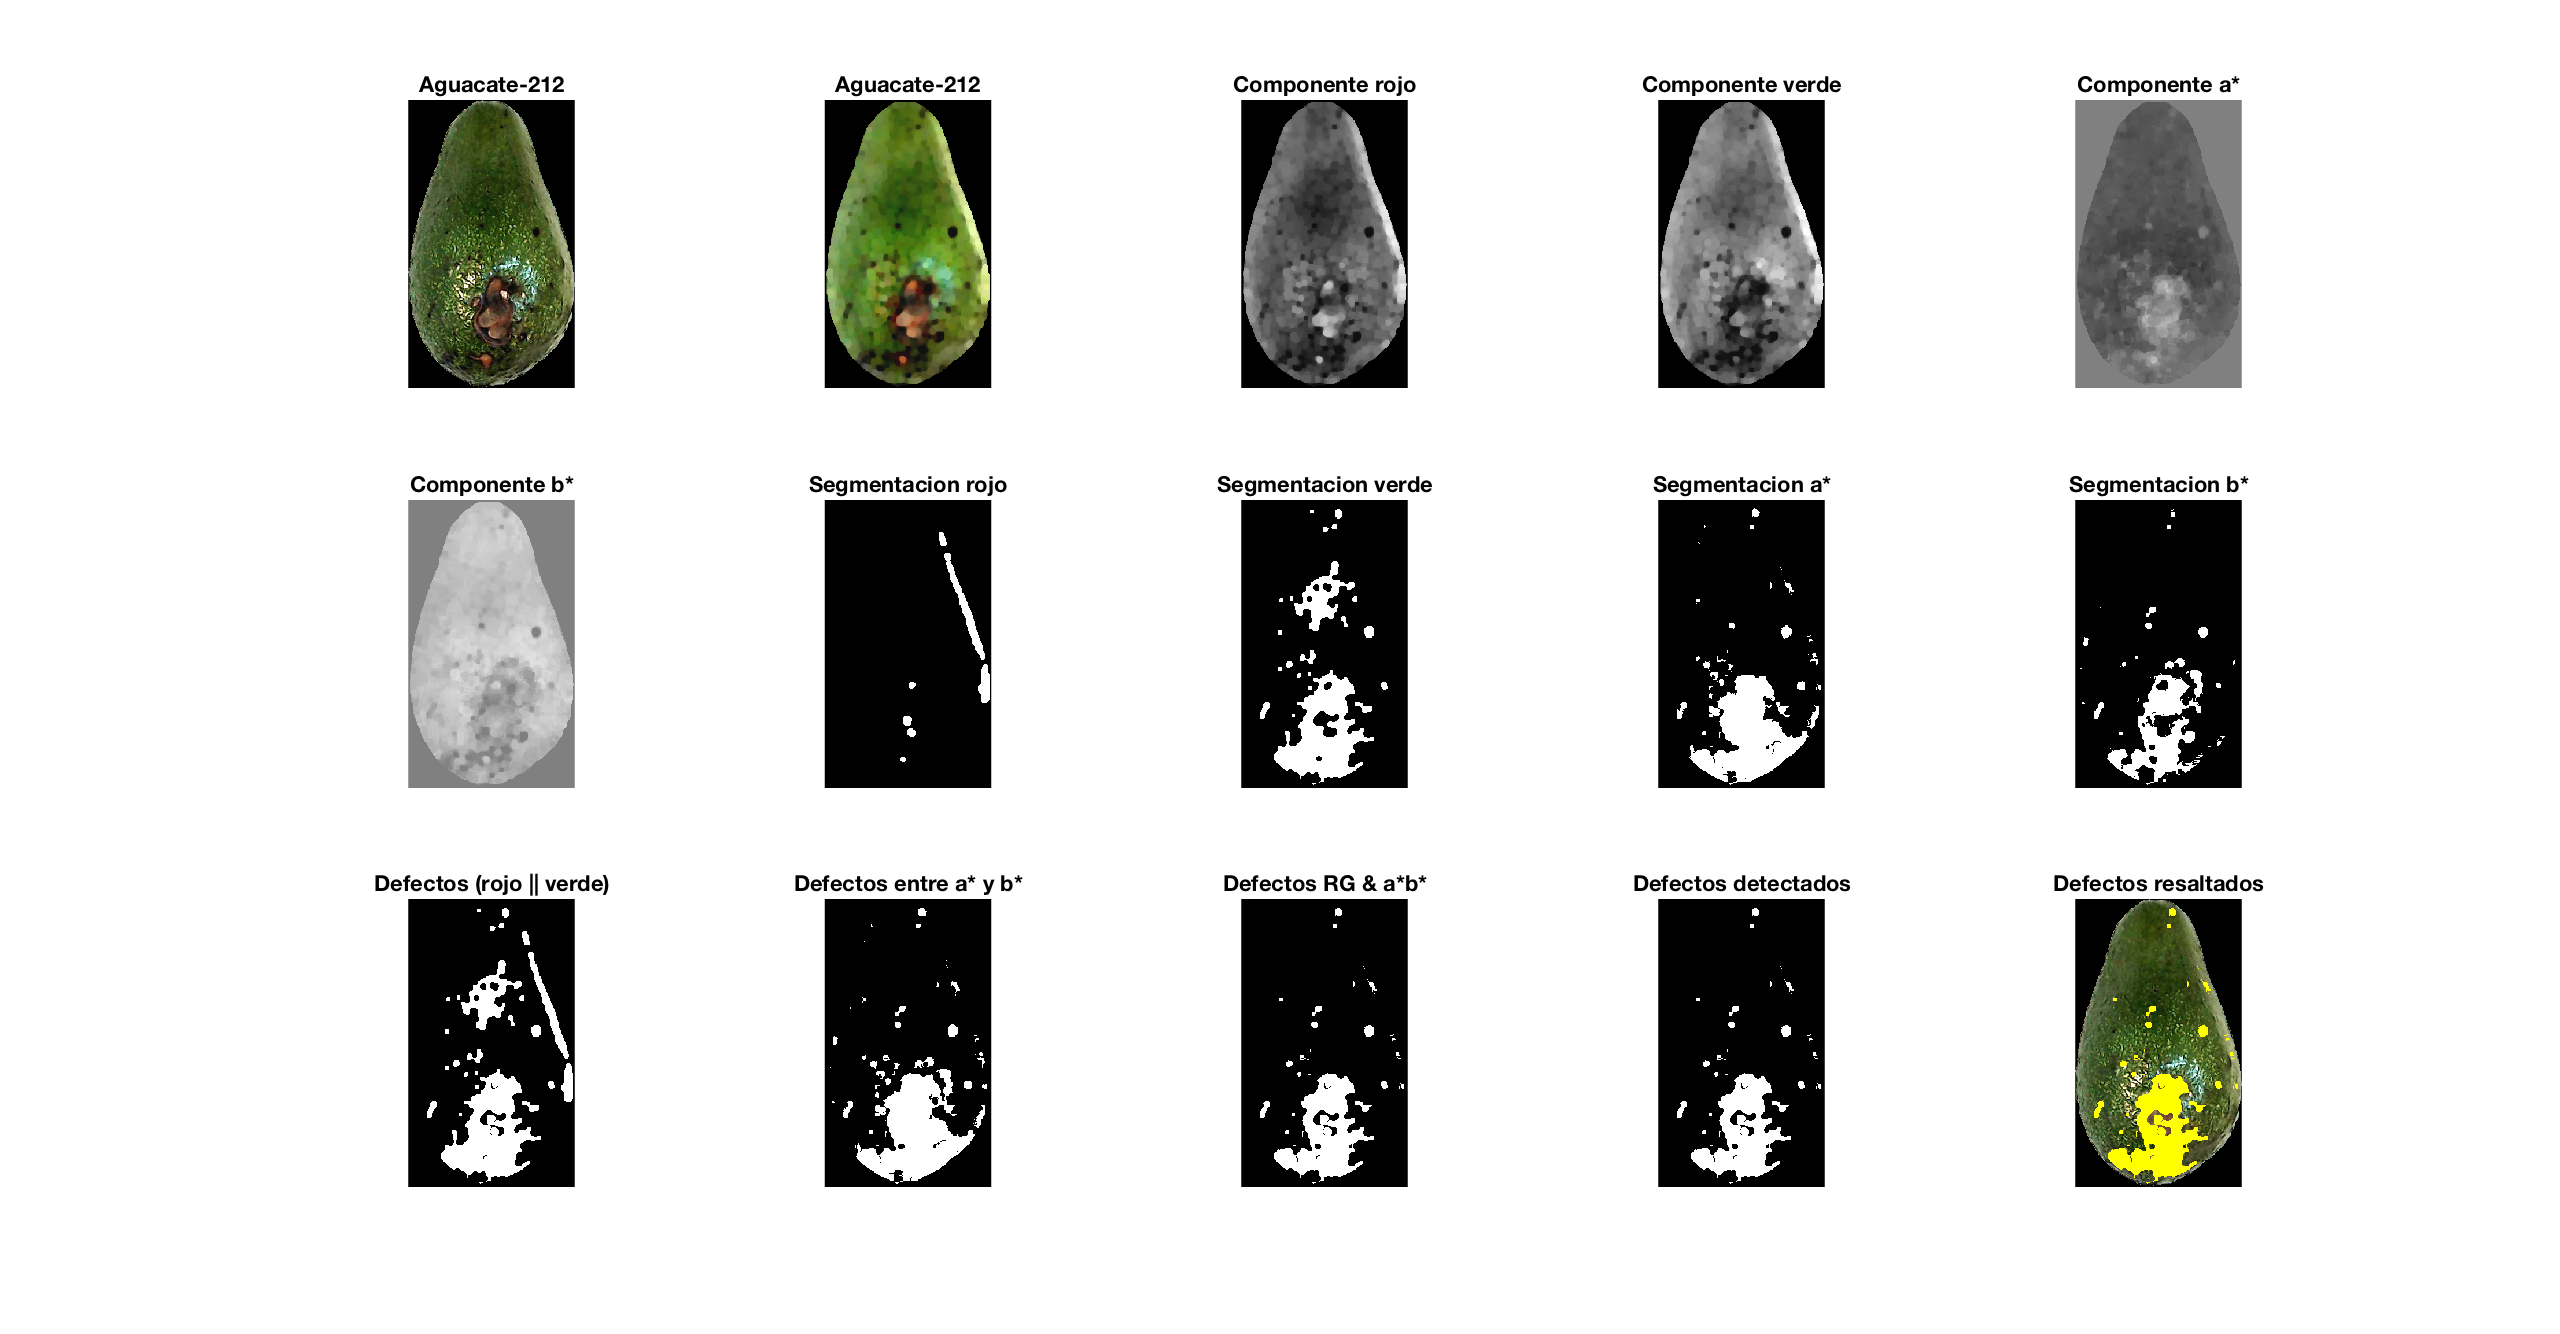 Aguacate-212
Aguacate-212
Componente rojo
Componente verde
Componente a*
Componente b*
Segmentacion rojo
Segmentacion verde
Segmentacion a*
Segmentacion b*
Defectos (rojo || verde)
Defectos entre a* y b*
Defectos RG & a*b*
Defectos detectados
Defectos resaltados